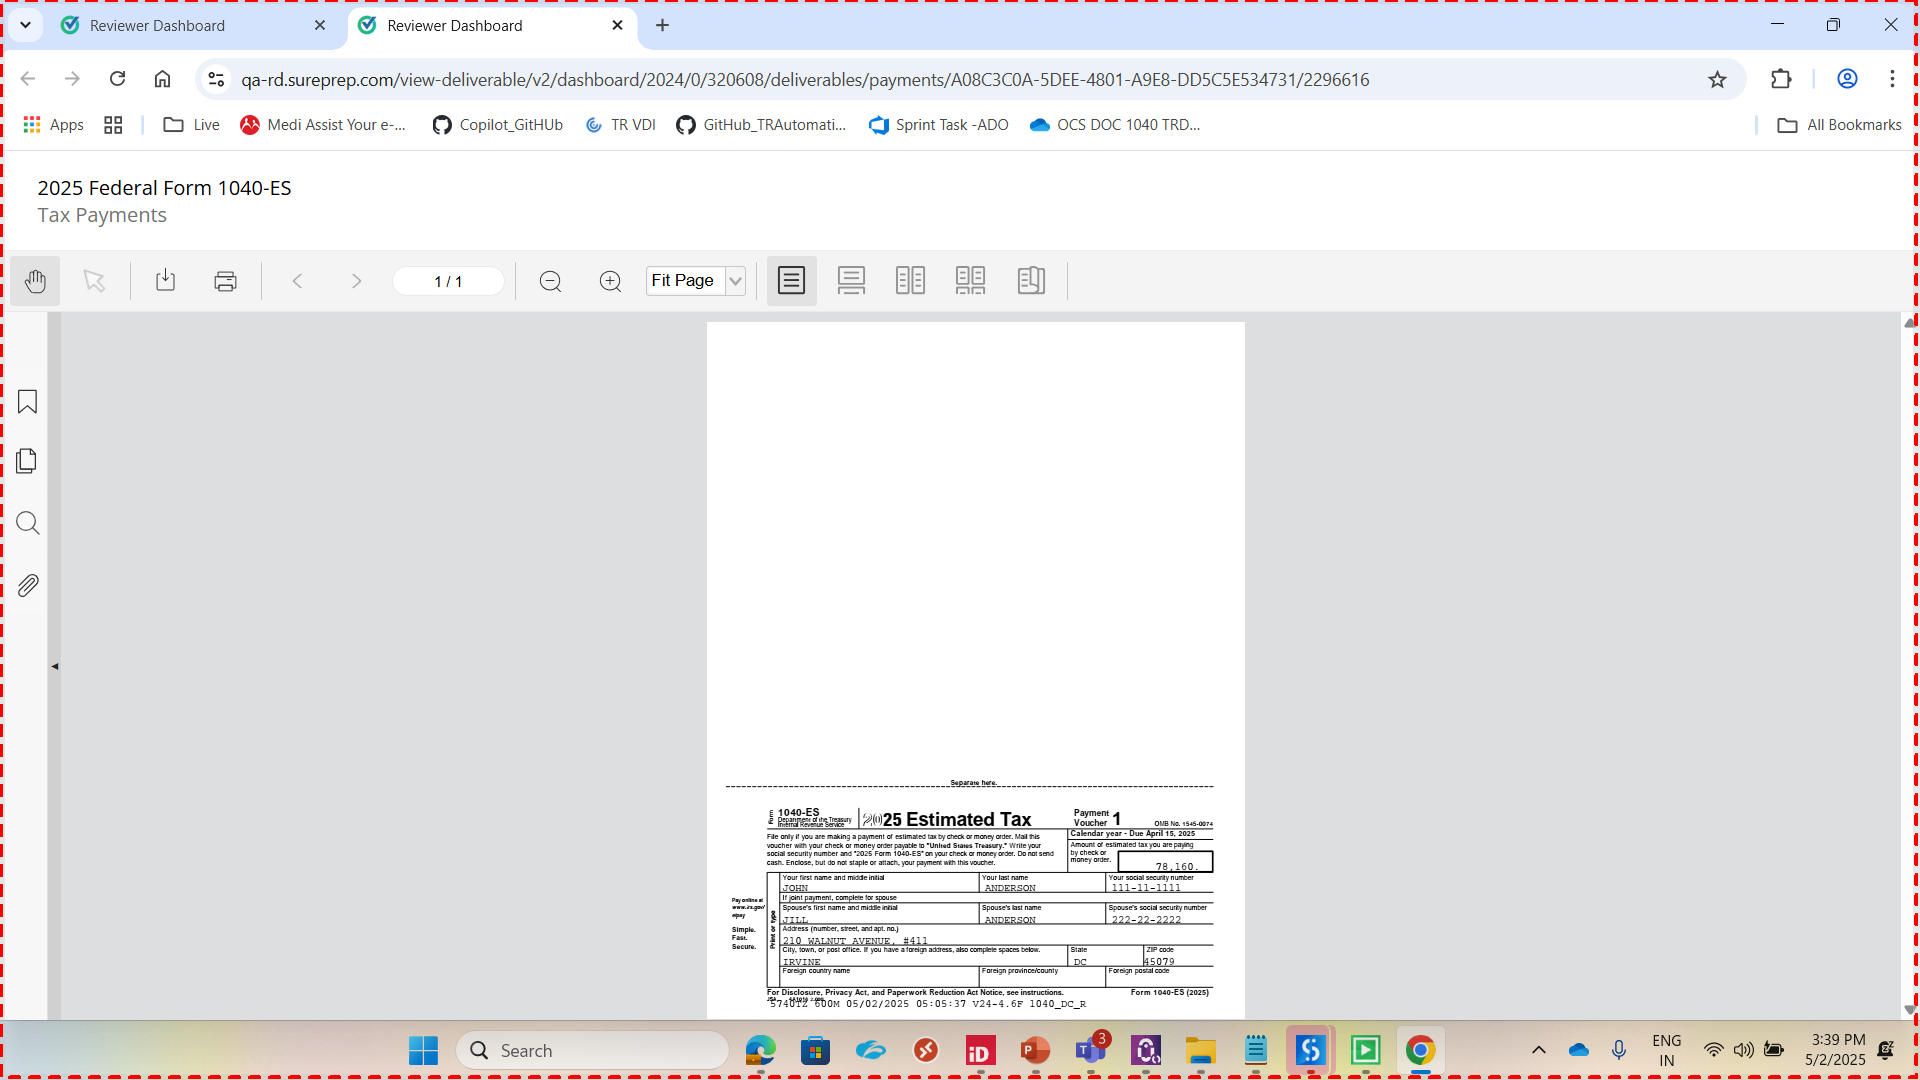 Reviewer Dashboard
Reviewer Dashboard
qa-rd.sureprep.com/view-deliverable/v2/dashboard/2024/0/320608/deliverables/payments/A08C3C0A-5DEE-4801-A9E8-DD5C5E534731/2296616
Apps
Live
Medi Assist Your e-...
Copilot_GitHUb
TR VDI
GitHub_TRAutomati...
Sprint Task -ADO
OCS DOC 1040 TRD...
All Bookmarks
2025 Federal Form 1040-ES
Tax Payments
1 / 1
Fit Page
Separate here.
Form 1040-ES
Department of the Treasury
Internal Revenue Service
2025 Estimated Tax
Payment
Voucher 1
OMB No. 1545-0074
File only if you are making a payment of estimated tax by check or money order. Mail this
voucher with your check or money order payable to "United States Treasury." Write your
social security number and "2025 Form 1040-ES" on your check or money order. Do not send
cash. Enclose, but do not staple or attach, your payment with this voucher.
Calendar year - Due April 15, 2025
Amount of estimated tax you are paying
by check or
money order.
78,160.
Pay online at
www.irs.gov/
etpay
Simple.
Fast.
Secure.
Print or type
Your first name and middle initial
Your last name
Your social security number
JOHN
ANDERSON
111-11-1111
If joint payment, complete for spouse
Spouse's first name and middle initial
Spouse's last name
Spouse's social security number
JILL
ANDERSON
222-22-2222
Address (number, street, and apt. no.)
210 WALNUT AVENUE, #411
City, town, or post office. If you have a foreign address, also complete spaces below.
State
ZIP code
IRVINE
DC
45079
Foreign country name
Foreign province/county
Foreign postal code
For Disclosure, Privacy Act, and Paperwork Reduction Act Notice, see instructions.
Form 1040-ES (2025)
5740TZ 600M 05/02/2025 05:05:37 V24-4.6F 1040_DC_R
Search
3
ENG
IN
3:39 PM
5/2/2025